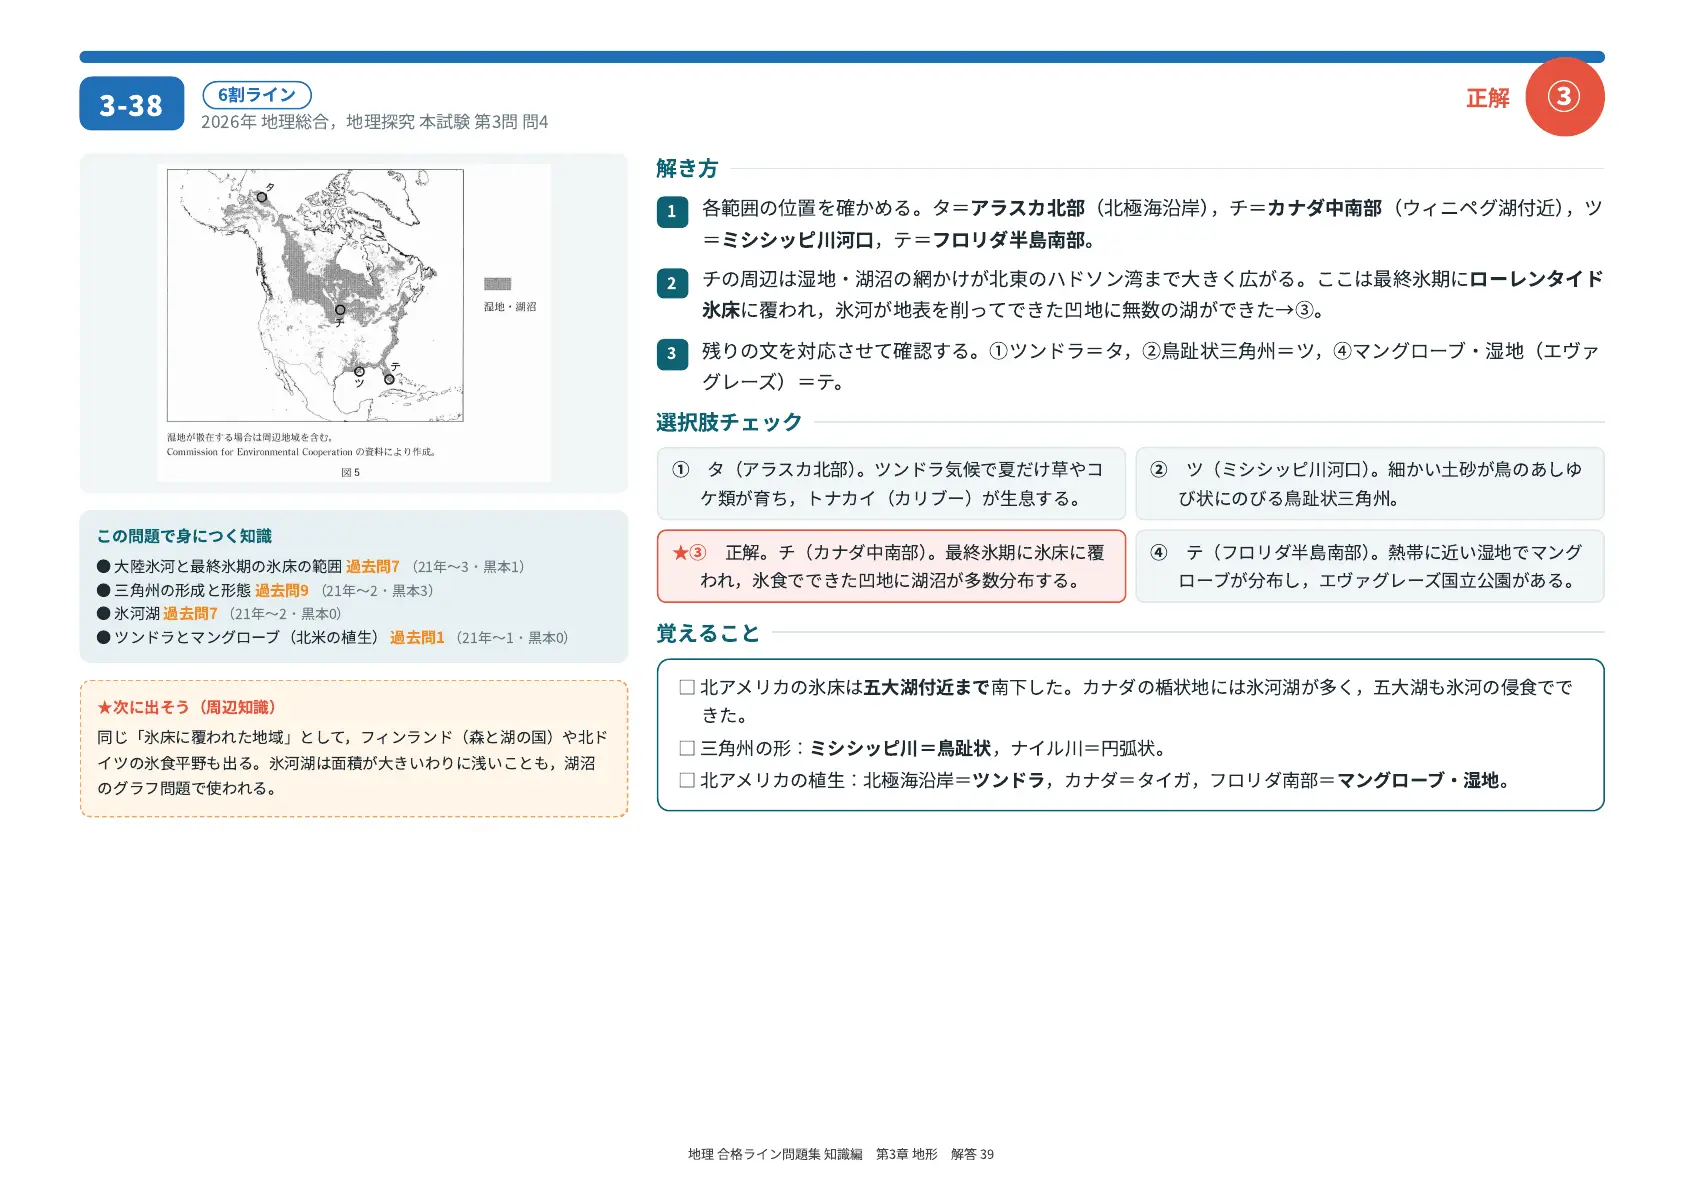 3-38
6割ライン
2026年 地理総合，地理探究 本試験 第3問 問4
正解 ③
タ
チ
ツ
テ
湿地・湖沼
湿地が散在する場合は周辺地域を含む。
Commission for Environmental Cooperation の資料により作成。
図 5
この問題で身につく知識
●大陸氷河と最終氷期の氷床の範囲 過去問7 （21年〜3・黒本1）
●三角州の形成と形態 過去問9 （21年〜2・黒本3）
●氷河湖 過去問7 （21年〜2・黒本0）
●ツンドラとマングローブ（北米の植生） 過去問1 （21年〜1・黒本0）
★次に出そう（周辺知識）
同じ「氷床に覆われた地域」として，フィンランド（森と湖の国）や北ド
イツの氷食平野も出る。氷河湖は面積が大きいわりに浅いことも，湖沼
のグラフ問題で使われる。
解き方
1 各範囲の位置を確かめる。タ＝アラスカ北部（北極海沿岸），チ＝カナダ中南部（ウィニペグ湖付近），ツ
＝ミシシッピ川河口，テ＝フロリダ半島南部。
2 チの周辺は湿地・湖沼の網かけが北東のハドソン湾まで大きく広がる。ここは最終氷期にローレンタイド
氷床に覆われ，氷河が地表を削ってできた凹地に無数の湖ができた→③。
3 残りの文を対応させて確認する。①ツンドラ＝タ，②鳥趾状三角州＝ツ，④マングローブ・湿地（エヴァ
グレーズ）＝テ。
選択肢チェック
① タ（アラスカ北部）。ツンドラ気候で夏だけ草やコ
ケ類が育ち，トナカイ（カリブー）が生息する。
② ツ（ミシシッピ川河口）。細かい土砂が鳥のあしゆ
び状にのびる鳥趾状三角州。
★③ 正解。チ（カナダ中南部）。最終氷期に氷床に覆
われ，氷食でできた凹地に湖沼が多数分布する。
④ テ（フロリダ半島南部）。熱帯に近い湿地でマング
ローブが分布し，エヴァグレーズ国立公園がある。
覚えること
□ 北アメリカの氷床は五大湖付近まで南下した。カナダの楯状地には氷河湖が多く，五大湖も氷河の侵食でで
きた。
□ 三角州の形：ミシシッピ川＝鳥趾状，ナイル川＝円弧状。
□ 北アメリカの植生：北極海沿岸＝ツンドラ，カナダ＝タイガ，フロリダ南部＝マングローブ・湿地。
地理 合格ライン問題集 知識編 第3章 地形 解答 39